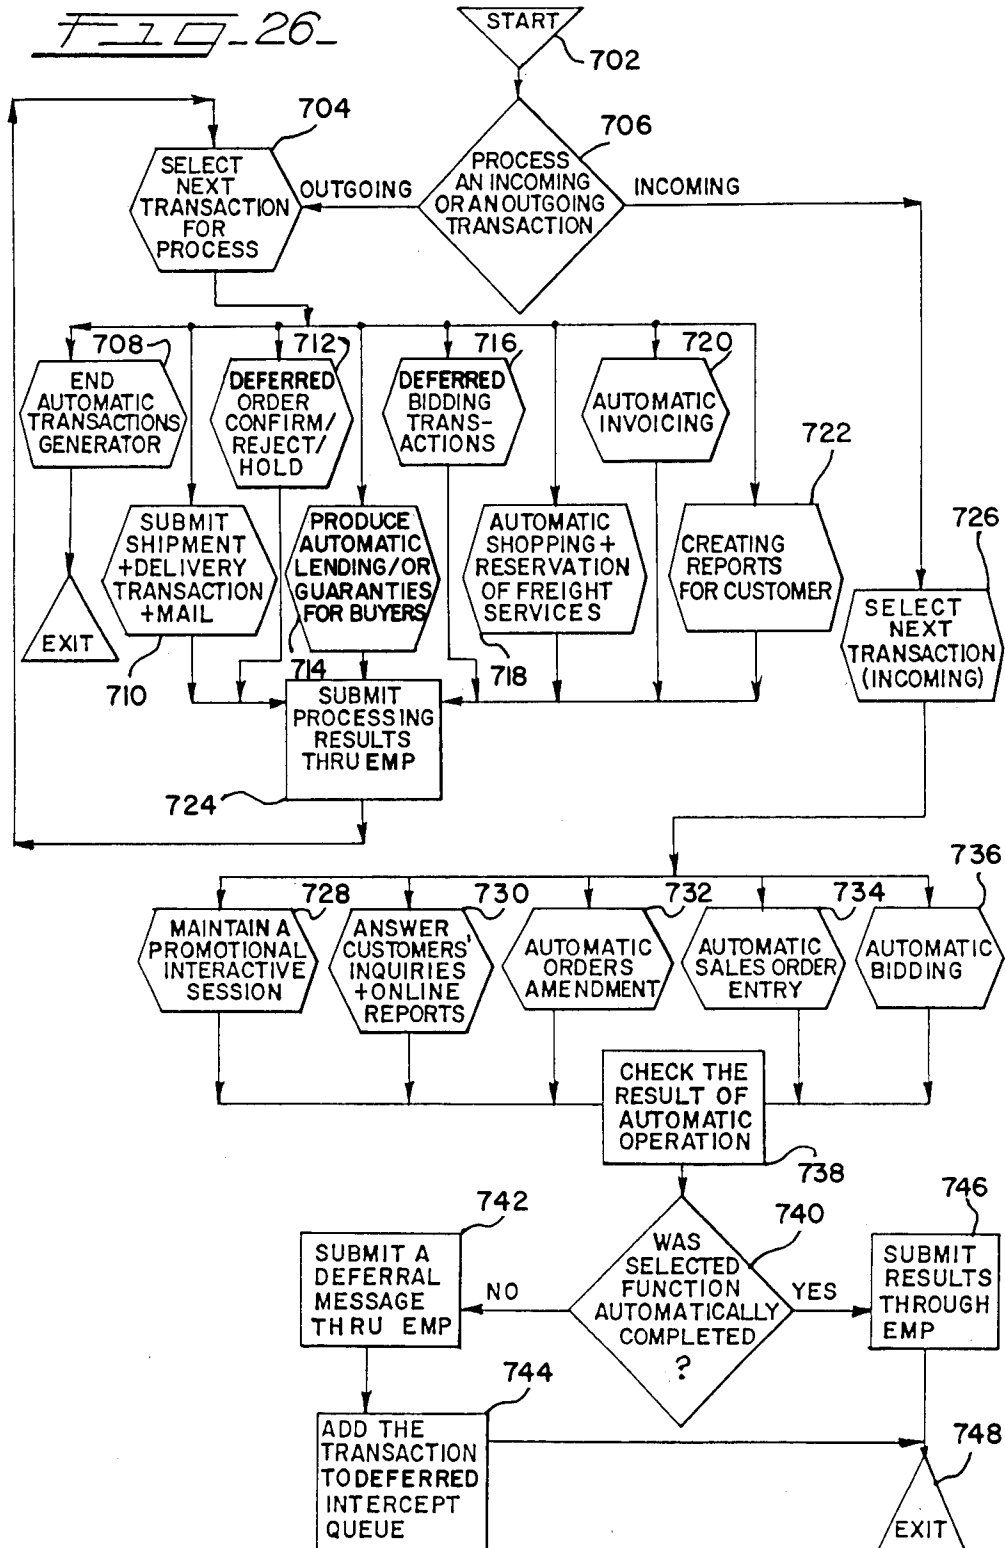 Fig. 26
START
702
704
706
SELECT
NEXT
TRANSACTION
FOR
PROCESS
OUTGOING
PROCESS
AN INCOMING
OR AN OUTGOING
TRANSACTION
INCOMING
708
712
716
720
END
AUTOMATIC
TRANSACTIONS
GENERATOR
DEFERRED
ORDER
CONFIRM/
REJECT/
HOLD
DEFERRED
BIDDING
TRANS-
ACTIONS
AUTOMATIC
INVOICING
722
726
SUBMIT
SHIPMENT
+DELIVERY
TRANSACTION
+MAIL
PRODUCE
AUTOMATIC
LENDING/OR
GUARANTIES
FOR BUYERS
AUTOMATIC
SHOPPING+
RESERVATION
OF FREIGHT
SERVICES
CREATING
REPORTS
FOR CUSTOMER
SELECT
NEXT
TRANSACTION
(INCOMING)
EXIT
710
714
718
SUBMIT
PROCESSING
RESULTS
THRU EMP
724
728
730
732
734
736
MAINTAIN A
PROMOTIONAL
INTERACTIVE
SESSION
ANSWER
CUSTOMERS'
INQUIRIES
+ONLINE
REPORTS
AUTOMATIC
ORDERS
AMENDMENT
AUTOMATIC
SALES ORDER
ENTRY
AUTOMATIC
BIDDING
CHECK THE
RESULT OF
AUTOMATIC
OPERATION
738
742
740
746
SUBMIT A
DEFERRAL
MESSAGE
THRU EMP
NO
WAS
SELECTED
FUNCTION
AUTOMATICALLY
COMPLETED
?
YES
SUBMIT
RESULTS
THROUGH
EMP
744
748
ADD THE
TRANSACTION
TO DEFERRED
INTERCEPT
QUEUE
EXIT